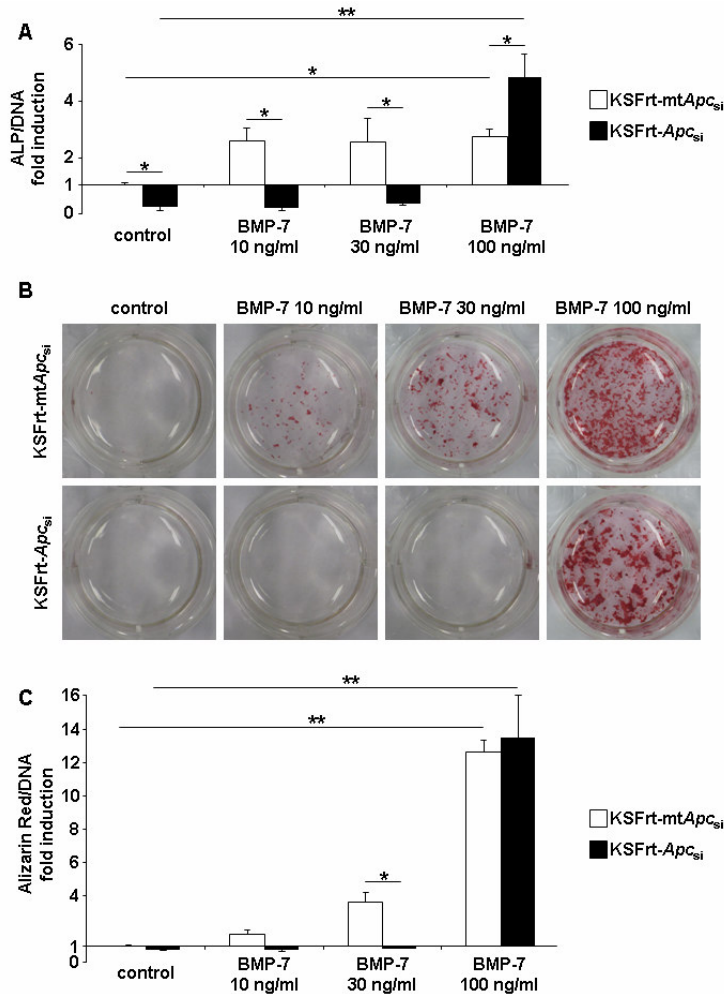 A
**
*
*
*
*
*
6
4
2
1
0
ALP/DNA
fold induction
KSFrt-mtApcsi
KSFrt-Apcsi
control
BMP-7
10 ng/ml
BMP-7
30 ng/ml
BMP-7
100 ng/ml
B
control
BMP-7 10 ng/ml
BMP-7 30 ng/ml
BMP-7 100 ng/ml
KSFrt-mtApcsi
KSFrt-Apcsi
C
**
**
*
16
14
12
4
1
0
Alizarin Red/DNA
fold induction
KSFrt-mtApcsi
KSFrt-Apcsi
control
BMP-7
10 ng/ml
BMP-7
30 ng/ml
BMP-7
100 ng/ml